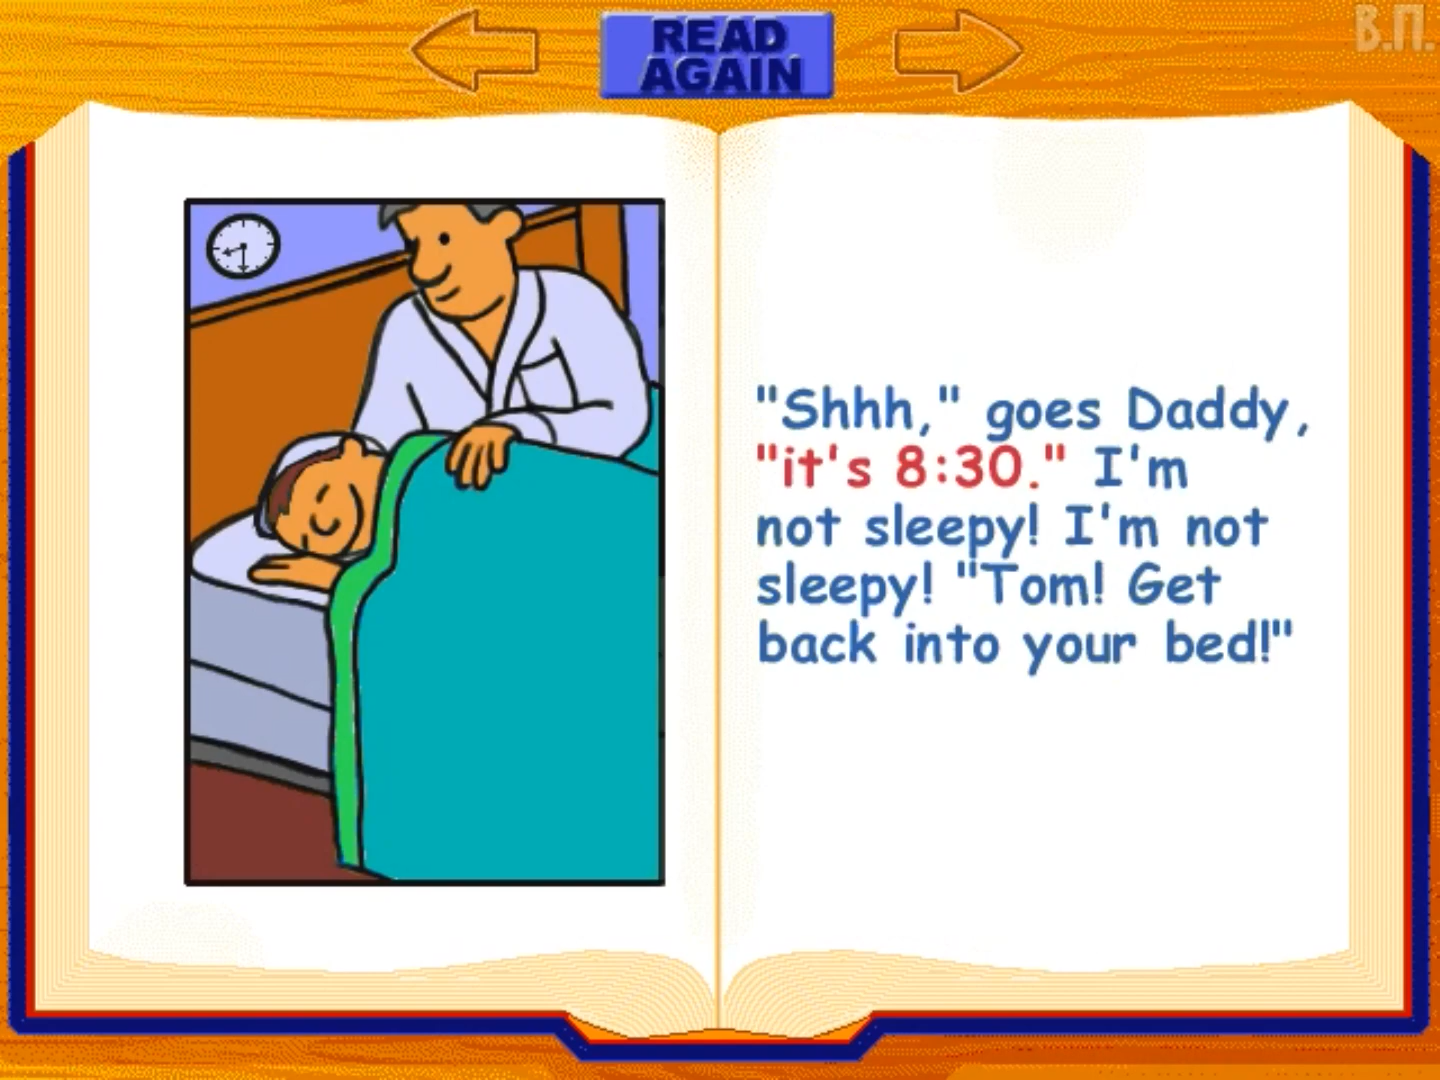 READ
AGAIN
В.П.
"Shhh," goes Daddy,
"it's 8:30." I'm
not sleepy! I'm not
sleepy! "Tom! Get
back into your bed!"